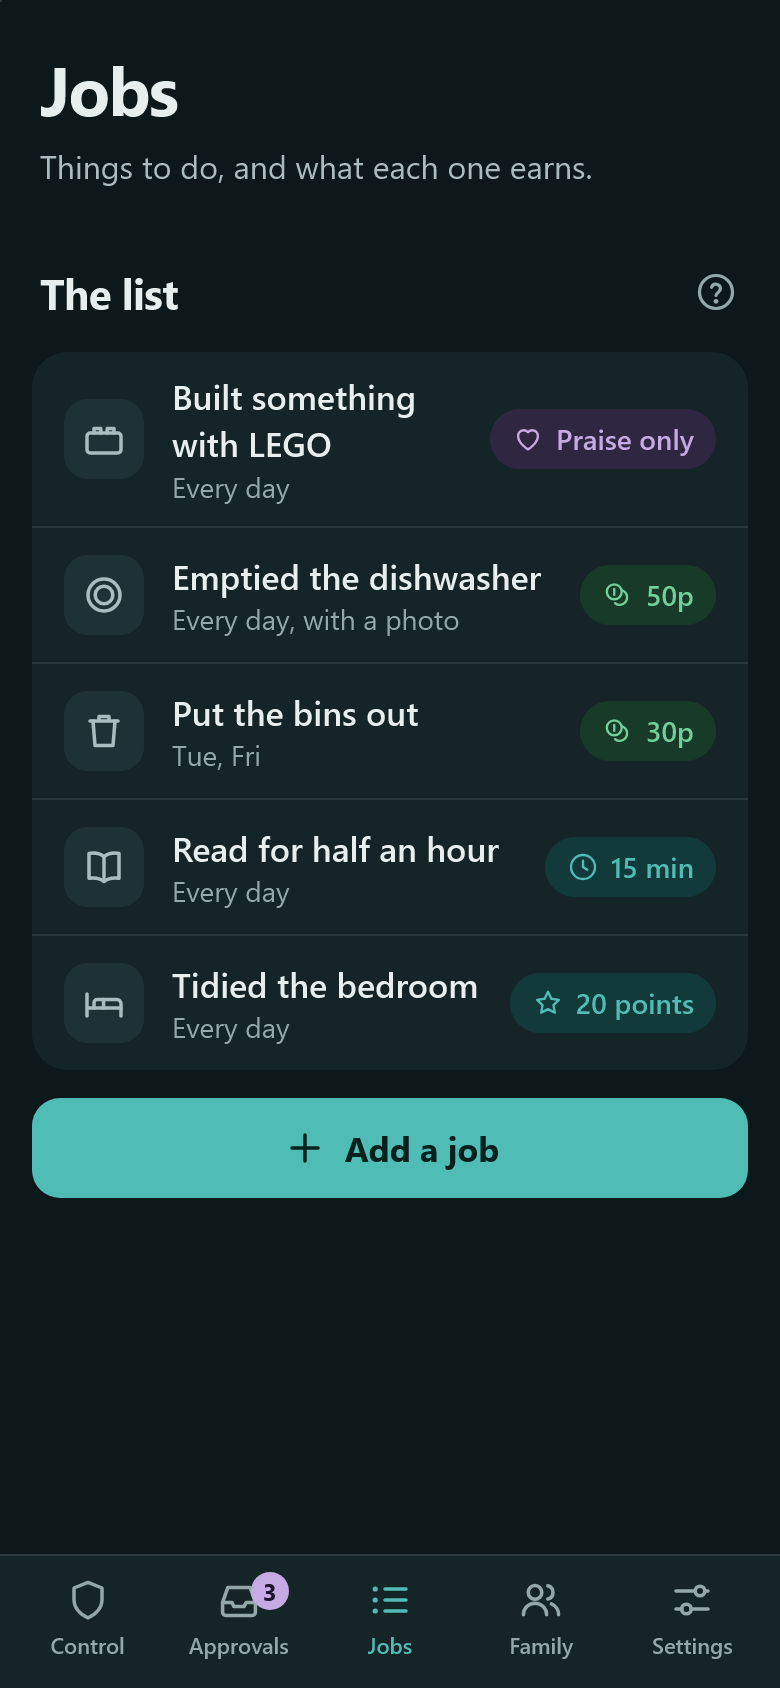 Jobs
Things to do, and what each one earns.
The list
Built something
with LEGO
Every day
Praise only
Emptied the dishwasher
Every day, with a photo
50p
Put the bins out
Tue, Fri
30p
Read for half an hour
Every day
15 min
Tidied the bedroom
Every day
20 points
Add a job
3
Control
Approvals
Jobs
Family
Settings